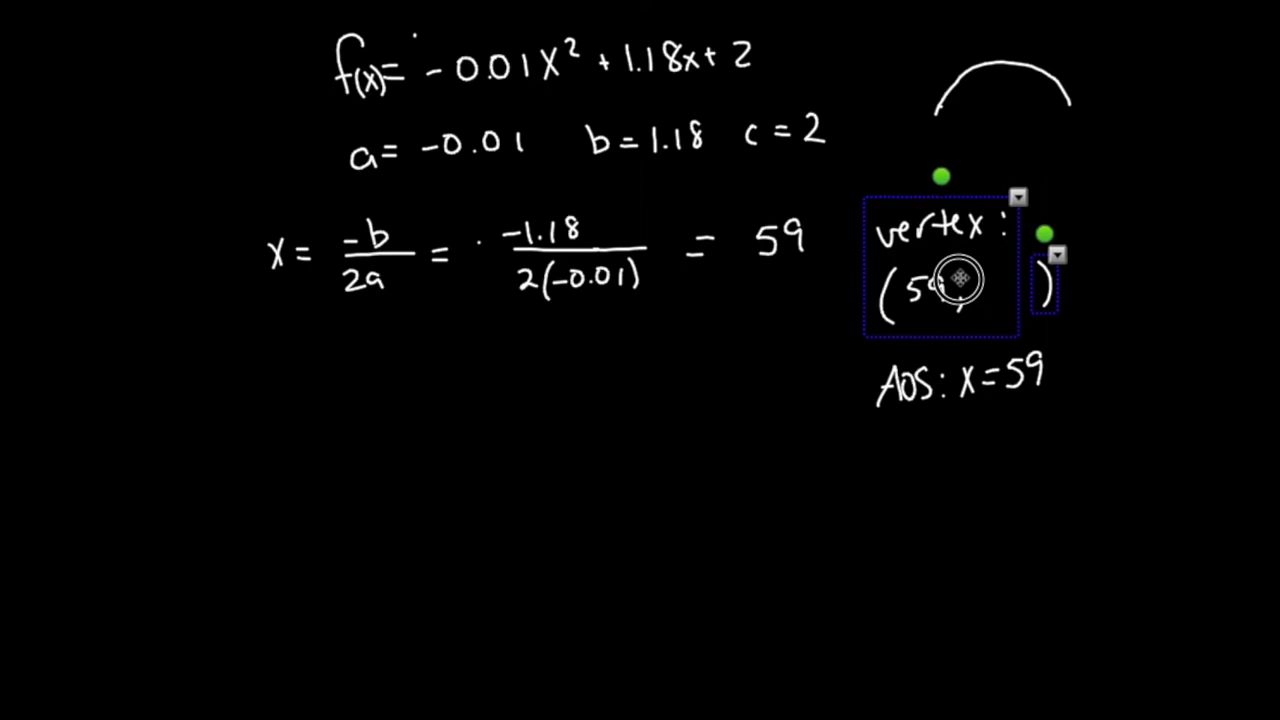 f(x)= -0.01x² + 1.18x + 2
a = -0.01 b = 1.18 c = 2
x = -b/2a = -1.18/2(-0.01) = 59
vertex:
(59, )
AOS: x = 59